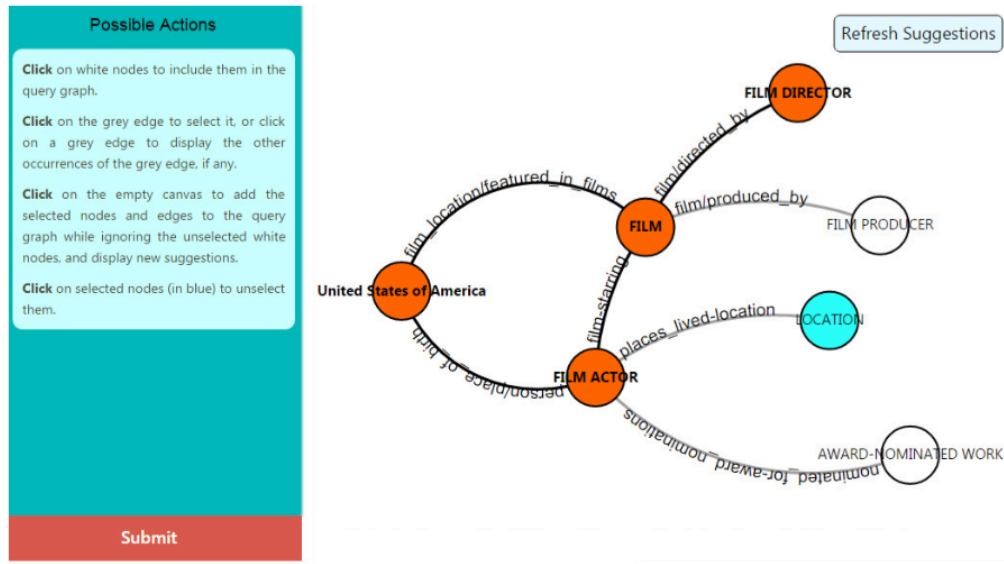 Possible Actions
Click on white nodes to include them in the
query graph.
Click on the grey edge to select it, or click
on a grey edge to display the other
occurrences of the grey edge, if any.
Click on the empty canvas to add the
selected nodes and edges to the query
graph while ignoring the unselected white
nodes, and display new suggestions.
Click on selected nodes (in blue) to unselect
them.
Submit
Refresh Suggestions
FILM DIRECTOR
film/directed_by
film_location/featured_in_films
film/produced_by
FILM
FILM PRODUCER
film-starring
United States of America
places_lived-location
LOCATION
person/place_of_birth
FILM ACTOR
nominated_for-award_nominations
AWARD-NOMINATED WORK